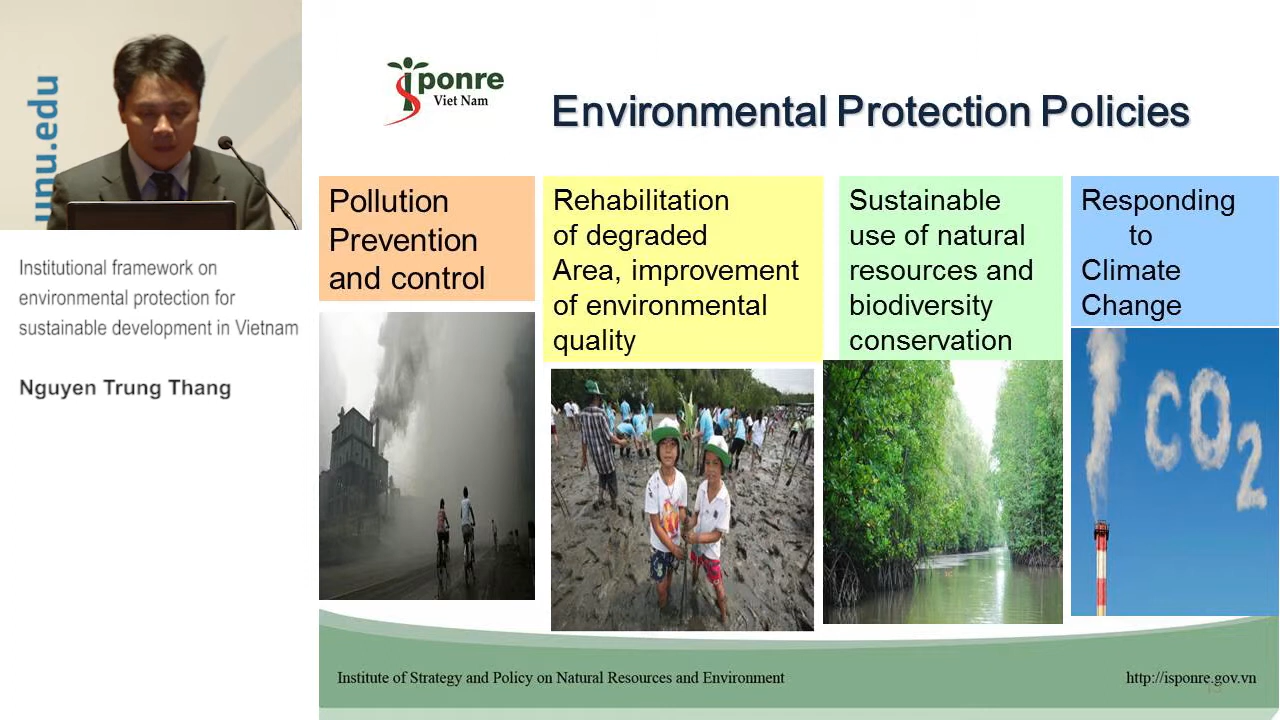 unu.edu
Institutional framework on
environmental protection for
sustainable development in Vietnam
Nguyen Trung Thang
isponre
Viet Nam
Environmental Protection Policies
Pollution
Prevention
and control
Rehabilitation
of degraded
Area, improvement
of environmental
quality
Sustainable
use of natural
resources and
biodiversity
conservation
Responding
to
Climate
Change
CO2
Institute of Strategy and Policy on Natural Resources and Environment
http://isponre.gov.vn